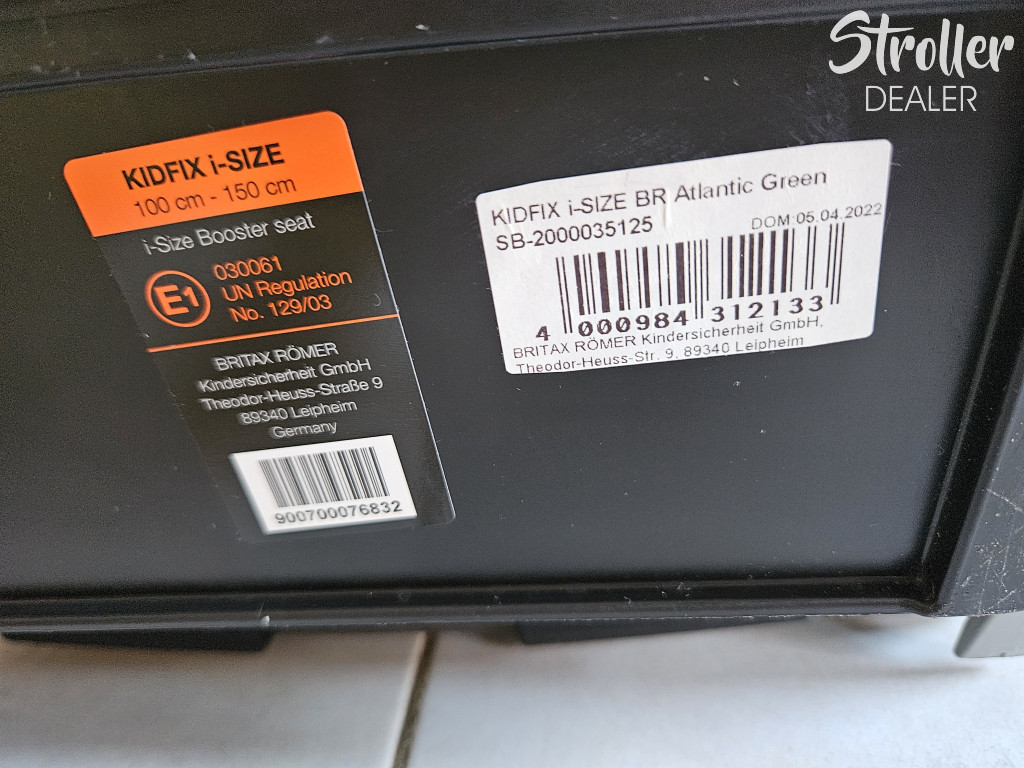 Stroller
DEALER
KIDFIX i-SIZE
100 cm - 150 cm
i-Size Booster seat
E1
030061
UN Regulation
No. 129/03
BRITAX RÖMER
Kindersicherheit GmbH
Theodor-Heuss-Straße 9
89340 Leipheim
Germany
900700076832
KIDFIX i-SIZE BR Atlantic Green
SB-2000035125
DOM:05.04.2022
4 000984 312133
BRITAX RÖMER Kindersicherheit GmbH,
Theodor-Heuss-Str. 9, 89340 Leipheim